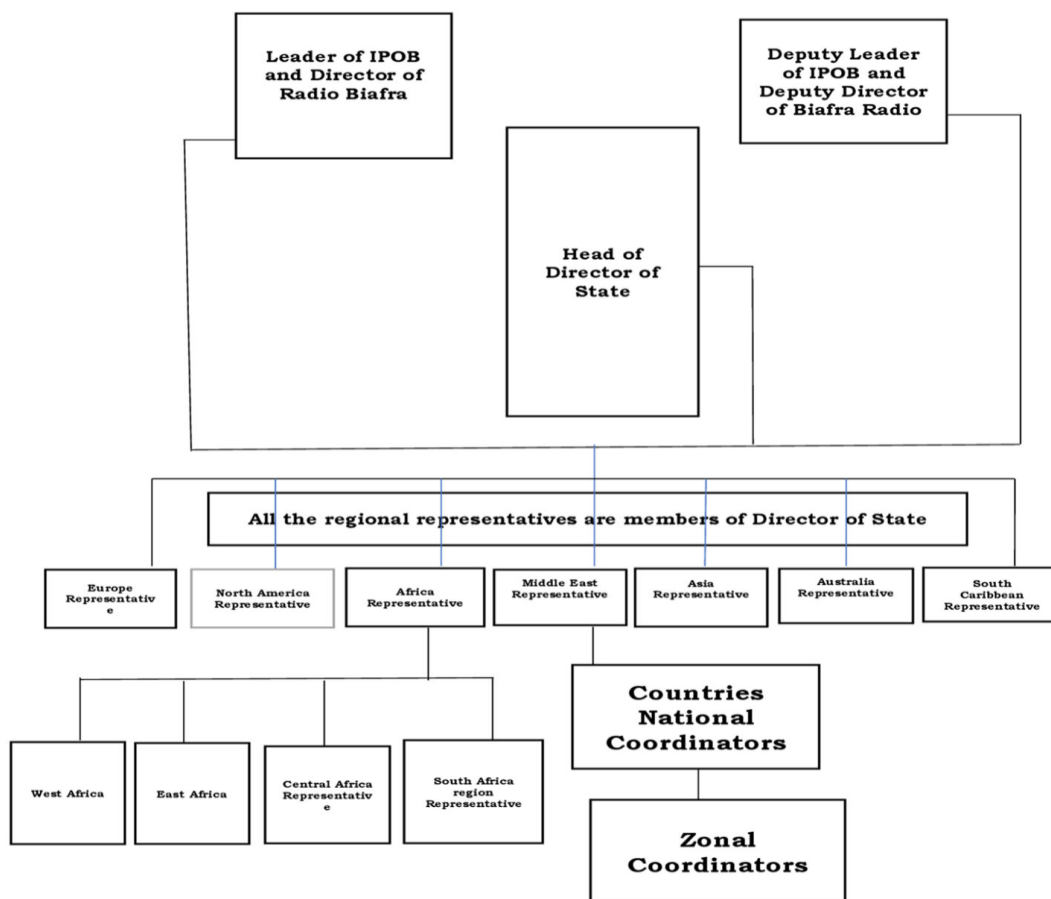 Leader of IPOB
and Director of
Radio Biafra
Deputy Leader
of IPOB and
Deputy Director
of Biafra Radio
Head of
Director of
State
All the regional representatives are members of Director of State
Europe
Representativ
e
North America
Representative
Africa
Representative
Middle East
Representative
Asia
Representative
Australia
Representative
South
Caribbean
Representative
Countries
National
Coordinators
West Africa
East Africa
Central Africa
Representativ
e
South Africa
region
Representative
Zonal
Coordinators